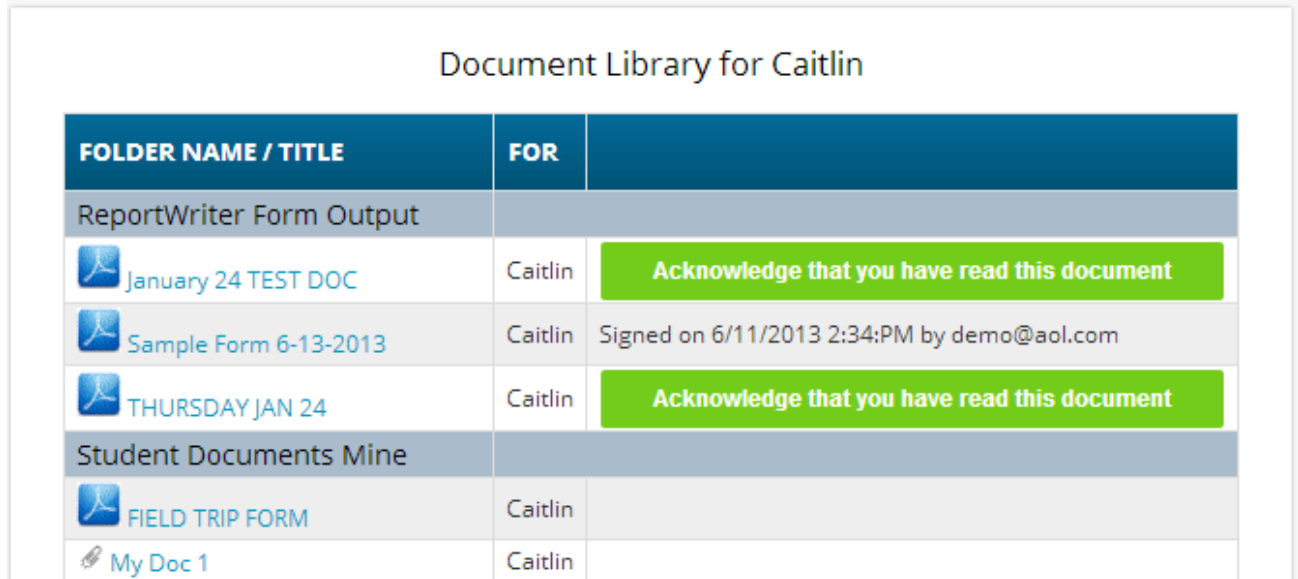 Document Library for Caitlin
FOLDER NAME / TITLE FOR
ReportWriter Form Output
January 24 TEST DOC Caitlin Acknowledge that you have read this document
Sample Form 6-13-2013 Caitlin Signed on 6/11/2013 2:34:PM by demo@aol.com
THURSDAY JAN 24 Caitlin Acknowledge that you have read this document
Student Documents Mine
FIELD TRIP FORM Caitlin
My Doc 1 Caitlin